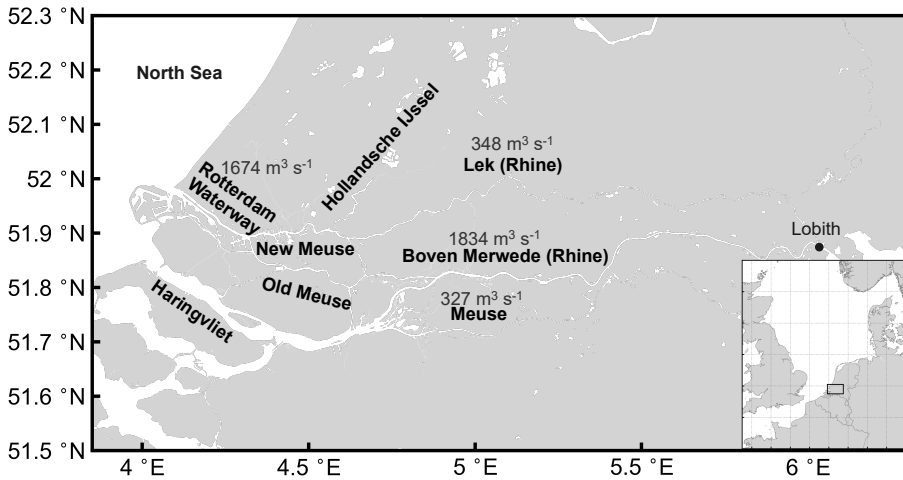 52.3 °N
52.2 °N
52.1 °N
52 °N
51.9 °N
51.8 °N
51.7 °N
51.6 °N
51.5 °N
North Sea
Hollandsche IJssel
348 m³ s⁻¹
Lek (Rhine)
1674 m³ s⁻¹
Rotterdam
Waterway
New Meuse
1834 m³ s⁻¹
Boven Merwede (Rhine)
Lobith
Haringvliet
Old Meuse
327 m³ s⁻¹
Meuse
4 °E
4.5 °E
5 °E
5.5 °E
6 °E